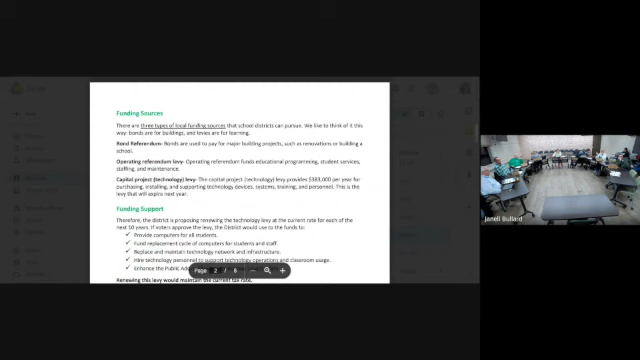 Funding Sources
There are three types of local funding sources that school districts can pursue. We like to think of it this
way: bonds are for buildings, and levies are for learning.
Bond Referendum- Bonds are used to pay for major building projects, such as renovations or building a
school.
Operating referendum levy- Operating referendum funds educational programming, student services,
staffing, and maintenance.
Capital project (technology) levy- The capital project (technology) levy provides $383,000 per year for
purchasing, installing, and supporting technology devices, systems, training, and personnel. This is the
levy that will expire next year.
Funding Support
Therefore, the district is proposing renewing the technology levy at the current rate for each of the
next 10 years. If voters approve the levy, the District would use to the funds to:
✓ Provide computers for all students.
✓ Fund replacement cycle of computers for students and staff.
✓ Replace and maintain technology network and infrastructure.
✓ Hire technology personnel to support technology operations and classroom usage.
✓ Enhance the Public
Page 2 / 6
Renewing this levy would maintain the current tax rate.
Janell Bullard